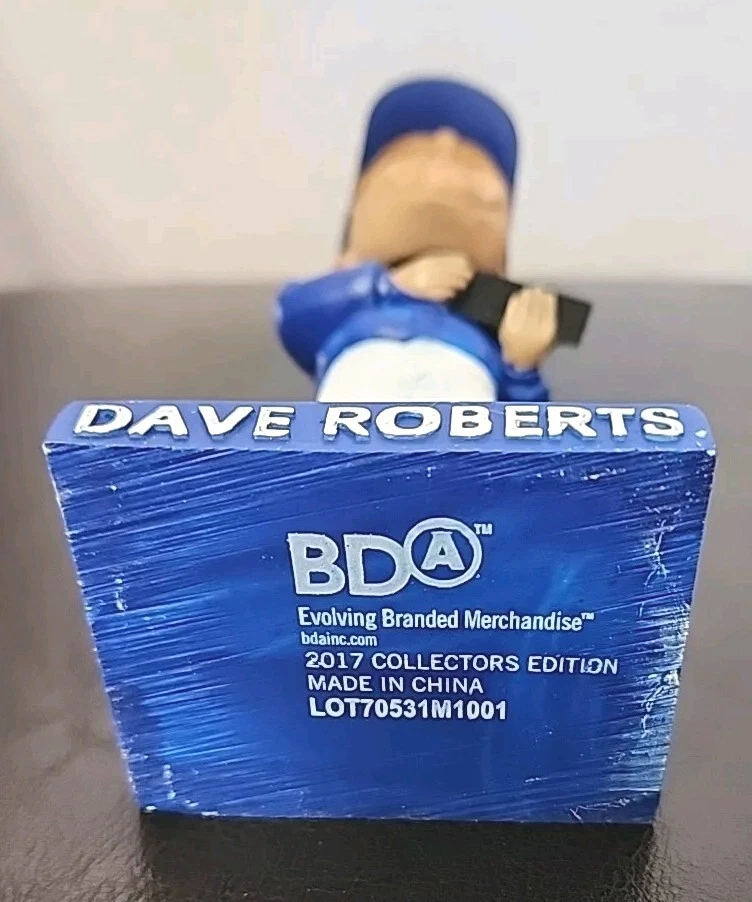 DAVE ROBERTS
BDA™
Evolving Branded Merchandise™
bdainc.com
2017 COLLECTORS EDITION
MADE IN CHINA
LOT70531M1001